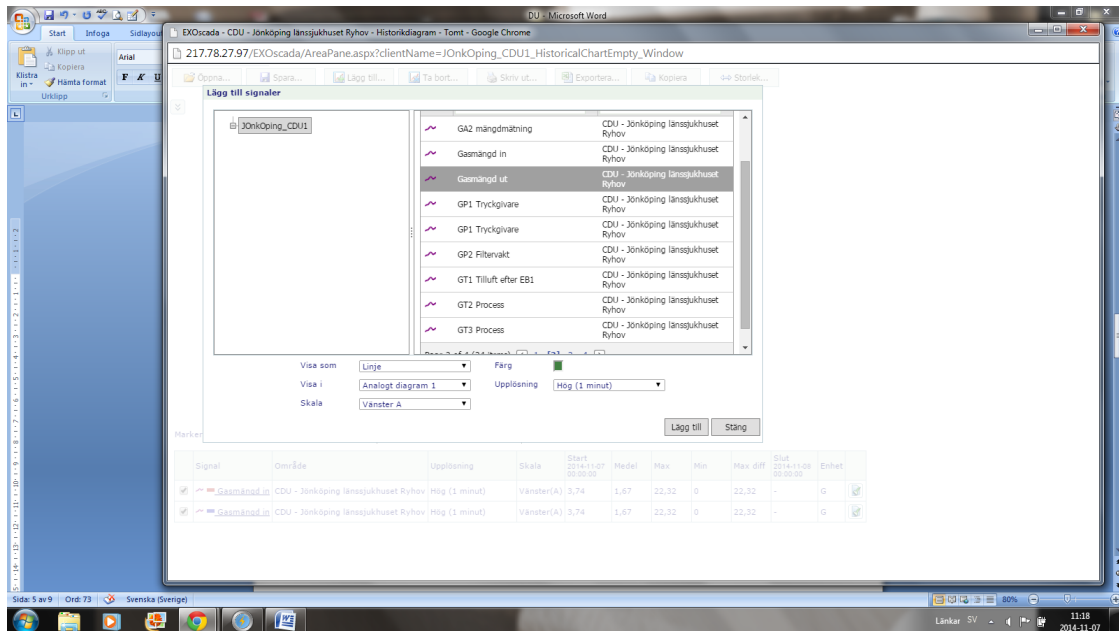 DU - Microsoft Word
Start Infoga Sidlayou
Klistra in
Klipp ut
Kopiera
Hämta format
Urklipp
Arial
F K U
EXOscada - CDU - Jönköping länssjukhuset Ryhov - Historikdiagram - Tomt - Google Chrome
217.78.27.97/EXOscada/AreaPane.aspx?clientName=JOnkOping_CDU1_HistoricalChartEmpty_Window
Öppna... Spara... Lägg till... Ta bort... Skriv ut... Exportera... Kopiera Storlek...
Lägg till signaler
JOnkOping_CDU1
GA2 mängdmätning CDU - Jönköping länssjukhuset Ryhov
Gasmängd in CDU - Jönköping länssjukhuset Ryhov
Gasmängd ut CDU - Jönköping länssjukhuset Ryhov
GP1 Tryckgivare CDU - Jönköping länssjukhuset Ryhov
GP1 Tryckgivare CDU - Jönköping länssjukhuset Ryhov
GP2 Filtervakt CDU - Jönköping länssjukhuset Ryhov
GT1 Tilluft efter EB1 CDU - Jönköping länssjukhuset Ryhov
GT2 Process CDU - Jönköping länssjukhuset Ryhov
GT3 Process CDU - Jönköping länssjukhuset Ryhov
Visa som Linje Färg
Visa i Analogt diagram 1 Upplösning Hög (1 minut)
Skala Vänster A
Lägg till Stäng
Marker
Signal Område Upplösning Skala Start 2014-11-07 00:00:00 Medel Max Min Max diff Slut 2014-11-08 00:00:00 Enhet
Gasmängd in CDU - Jönköping länssjukhuset Ryhov Hög (1 minut) Vänster(A) 3,74 1,67 22,32 0 22,32 - G
Gasmängd in CDU - Jönköping länssjukhuset Ryhov Hög (1 minut) Vänster(A) 3,74 1,67 22,32 0 22,32 - G
Sida: 5 av 9 Ord: 73 Svenska (Sverige) 80%
Länkar SV 11:18
2014-11-07